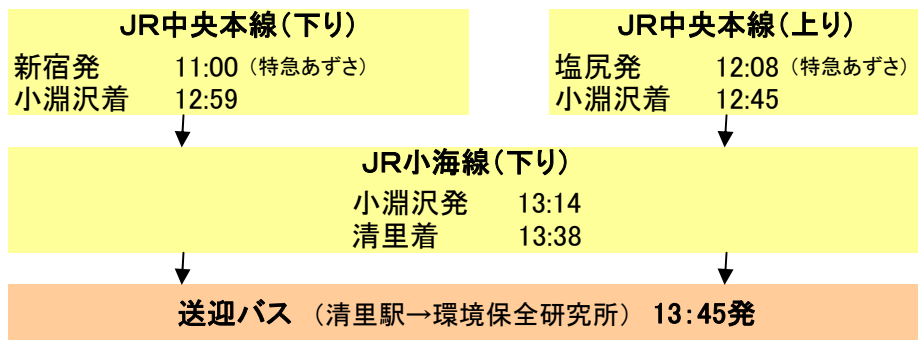 JR中央本線(下り)
新宿発 11:00(特急あずさ)
小淵沢着 12:59
JR中央本線(上り)
塩尻発 12:08(特急あずさ)
小淵沢着 12:45
JR小海線(下り)
小淵沢発 13:14
清里着 13:38
送迎バス (清里駅→環境保全研究所) 13:45発